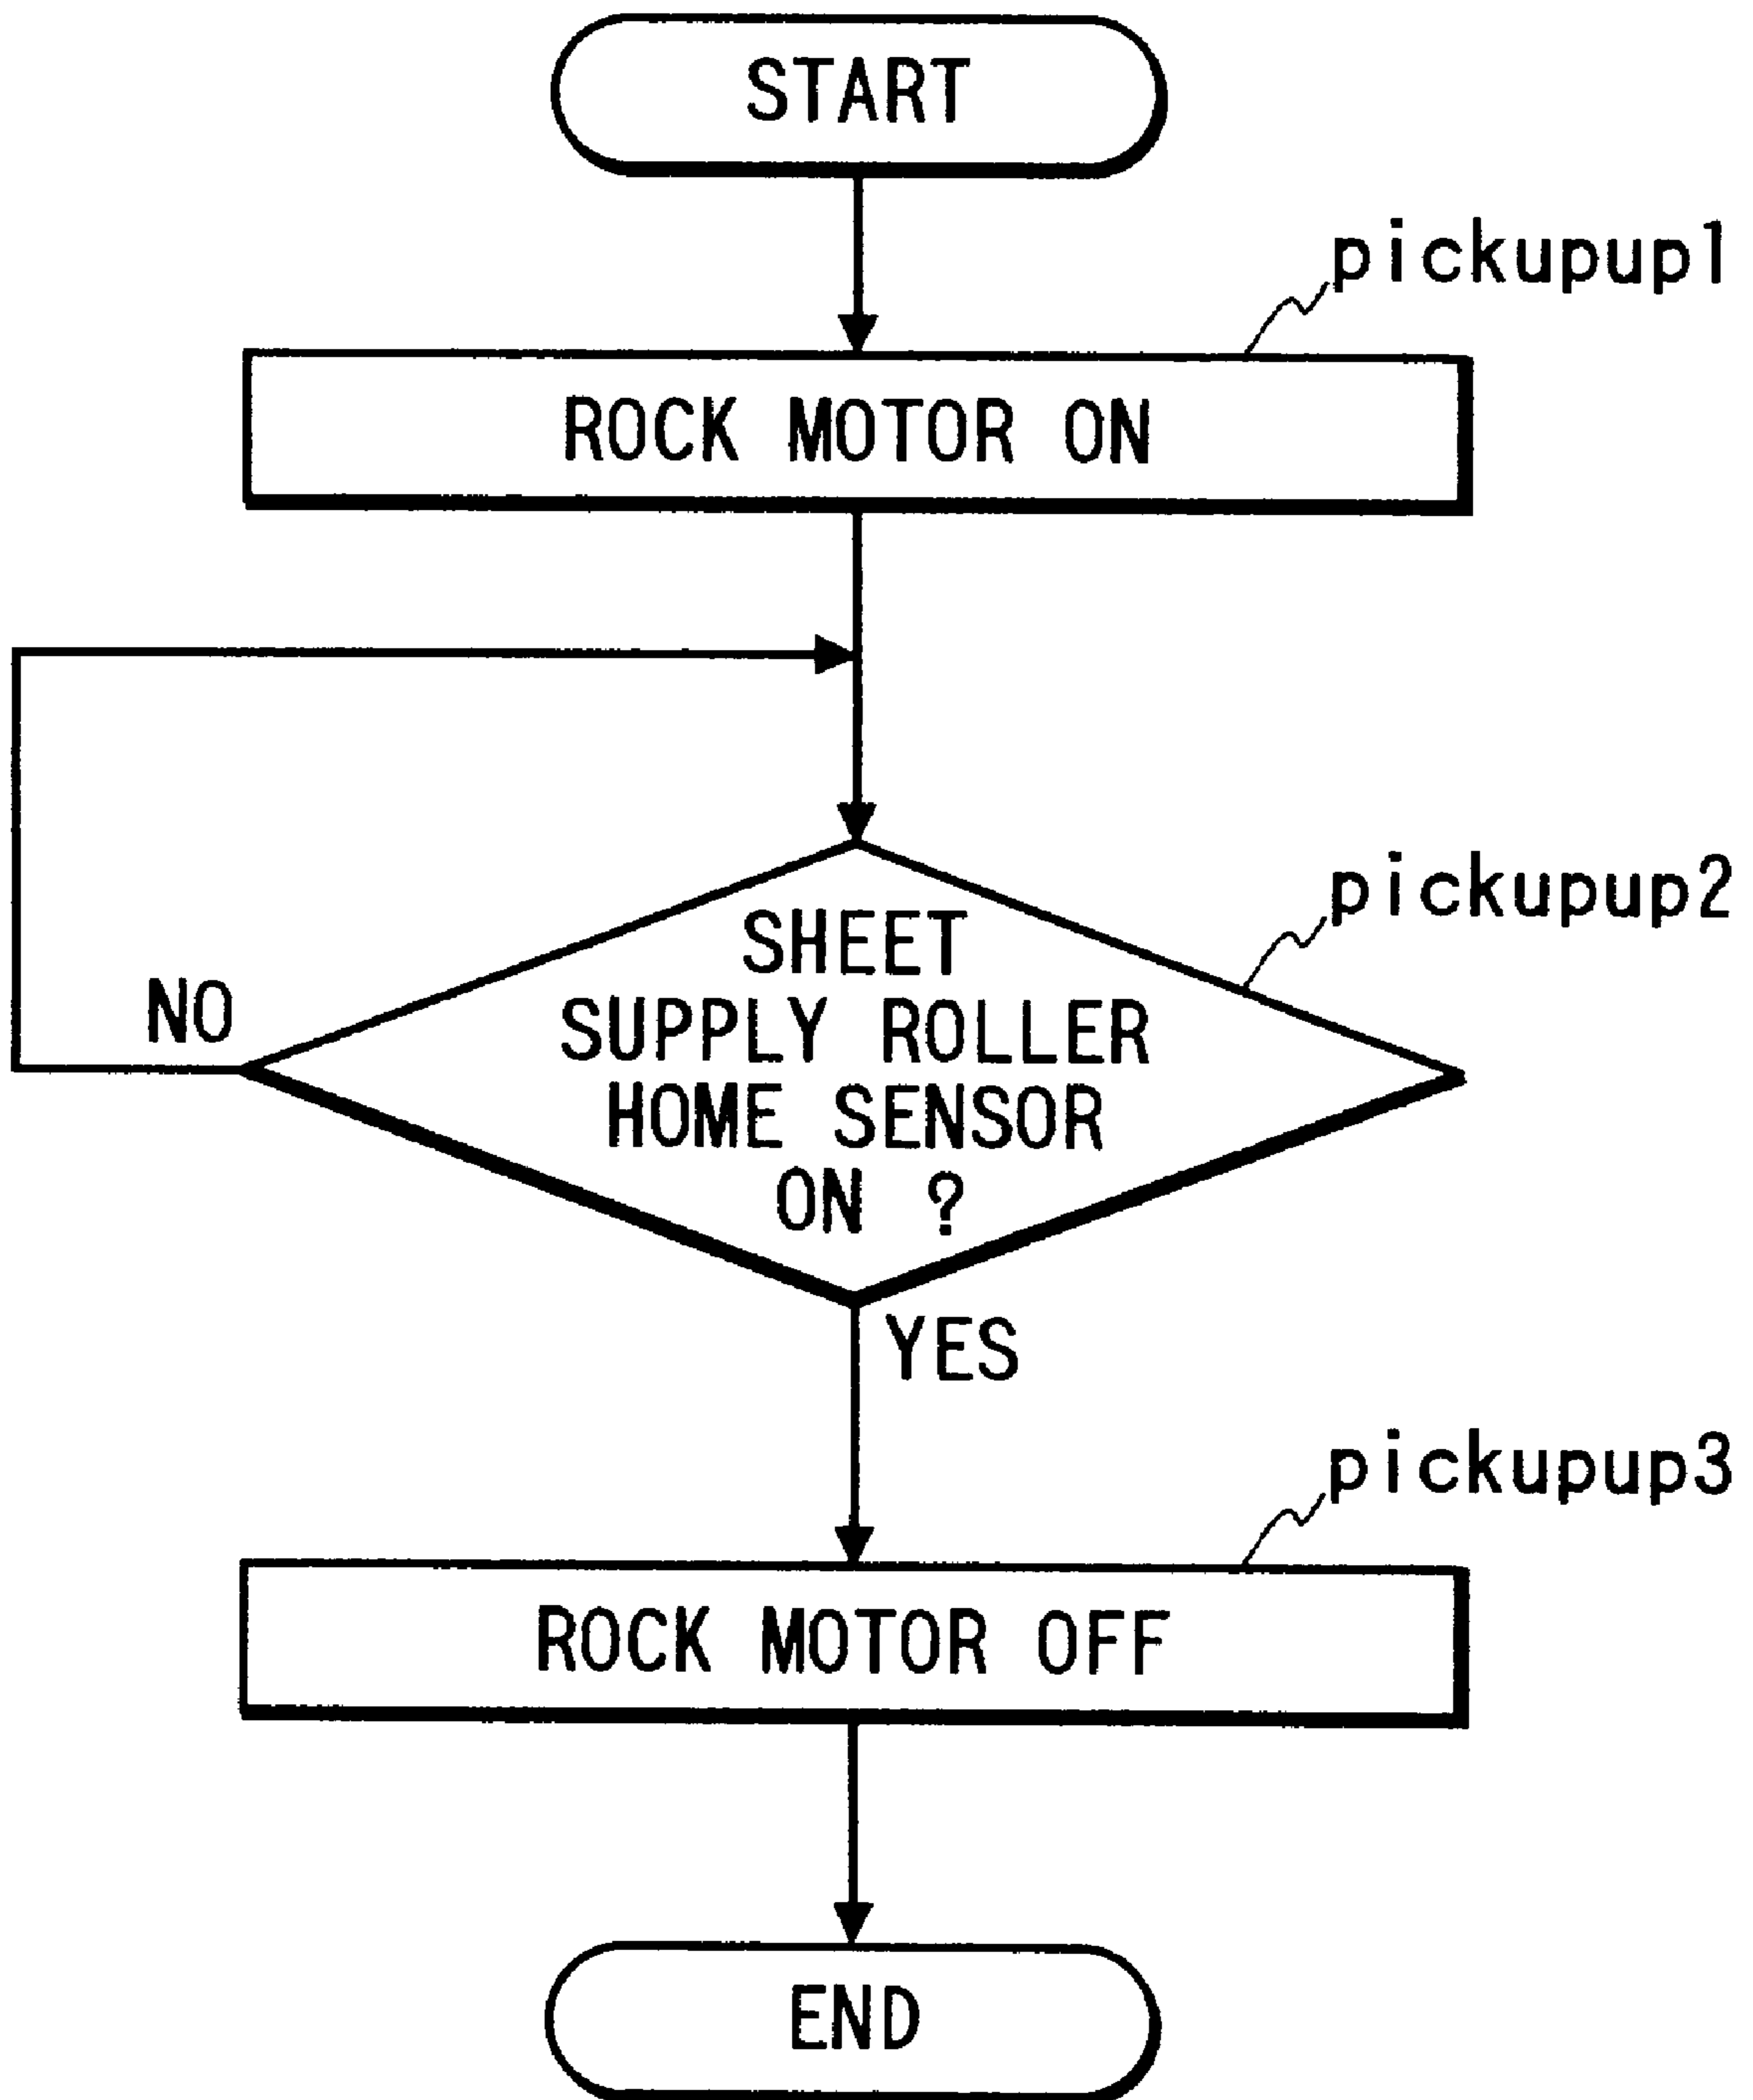 START
pickupup1
ROCK MOTOR ON
pickupup2
SHEET
SUPPLY ROLLER
HOME SENSOR
ON ?
NO
YES
pickupup3
ROCK MOTOR OFF
END